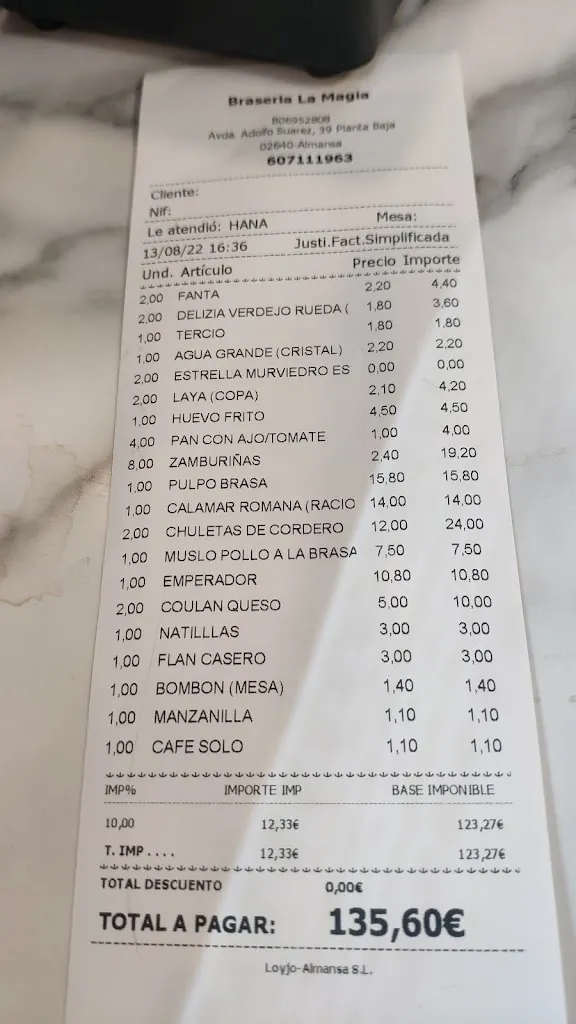 Braseria La Magia
B06952808
Avda. Adolfo Suarez, 39 Planta Baja
02640-Almansa
607111963
Cliente:
Nif:
Le atendió: HANA Mesa:
13/08/22 16:36 Justi.Fact.Simplificada
Und. Artículo Precio Importe
2,00 FANTA 2,20 4,40
2,00 DELIZIA VERDEJO RUEDA ( 1,80 3,60
1,00 TERCIO 1,80 1,80
1,00 AGUA GRANDE (CRISTAL) 2,20 2,20
2,00 ESTRELLA MURVIEDRO ES 0,00 0,00
2,00 LAYA (COPA) 2,10 4,20
1,00 HUEVO FRITO 4,50 4,50
4,00 PAN CON AJO/TOMATE 1,00 4,00
8,00 ZAMBURIÑAS 2,40 19,20
1,00 PULPO BRASA 15,80 15,80
1,00 CALAMAR ROMANA (RACIO 14,00 14,00
2,00 CHULETAS DE CORDERO 12,00 24,00
1,00 MUSLO POLLO A LA BRASA 7,50 7,50
1,00 EMPERADOR 10,80 10,80
2,00 COULAN QUESO 5,00 10,00
1,00 NATILLLAS 3,00 3,00
1,00 FLAN CASERO 3,00 3,00
1,00 BOMBON (MESA) 1,40 1,40
1,00 MANZANILLA 1,10 1,10
1,00 CAFE SOLO 1,10 1,10
IMP% IMPORTE IMP BASE IMPONIBLE
10,00 12,33€ 123,27€
T. IMP .... 12,33€ 123,27€
TOTAL DESCUENTO 0,00€
TOTAL A PAGAR: 135,60€
Loyjo-Almansa S.L.